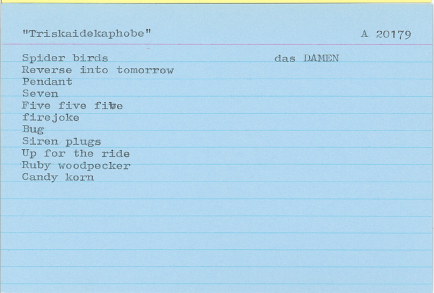 "Triskaidekaphobe" A 20179
Spider birds das DAMEN
Reverse into tomorrow
Pendant
Seven
Five five five
firejoke
Bug
Siren plugs
Up for the ride
Ruby woodpecker
Candy korn